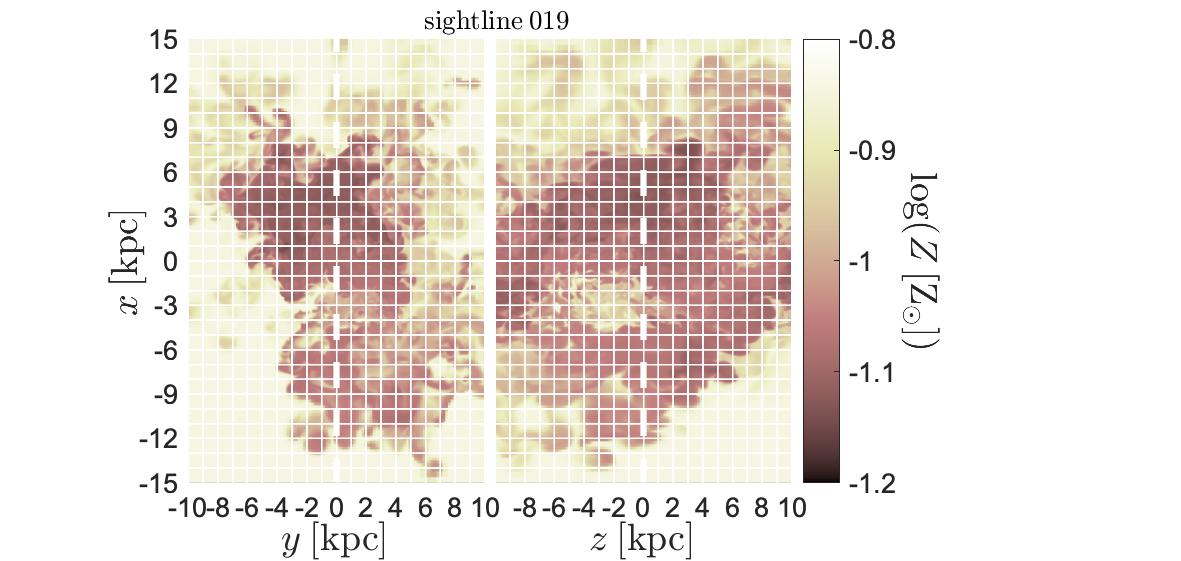 sightline 019
15
12
9
6
3
0
-3
-6
-9
-12
-15
x [kpc]
-10 -8 -6 -4 -2 0 2 4 6 8 10
-8 -6 -4 -2 0 2 4 6 8 10
y [kpc]
z [kpc]
-0.8
-0.9
-1
-1.1
-1.2
log(Z [Z⊙])